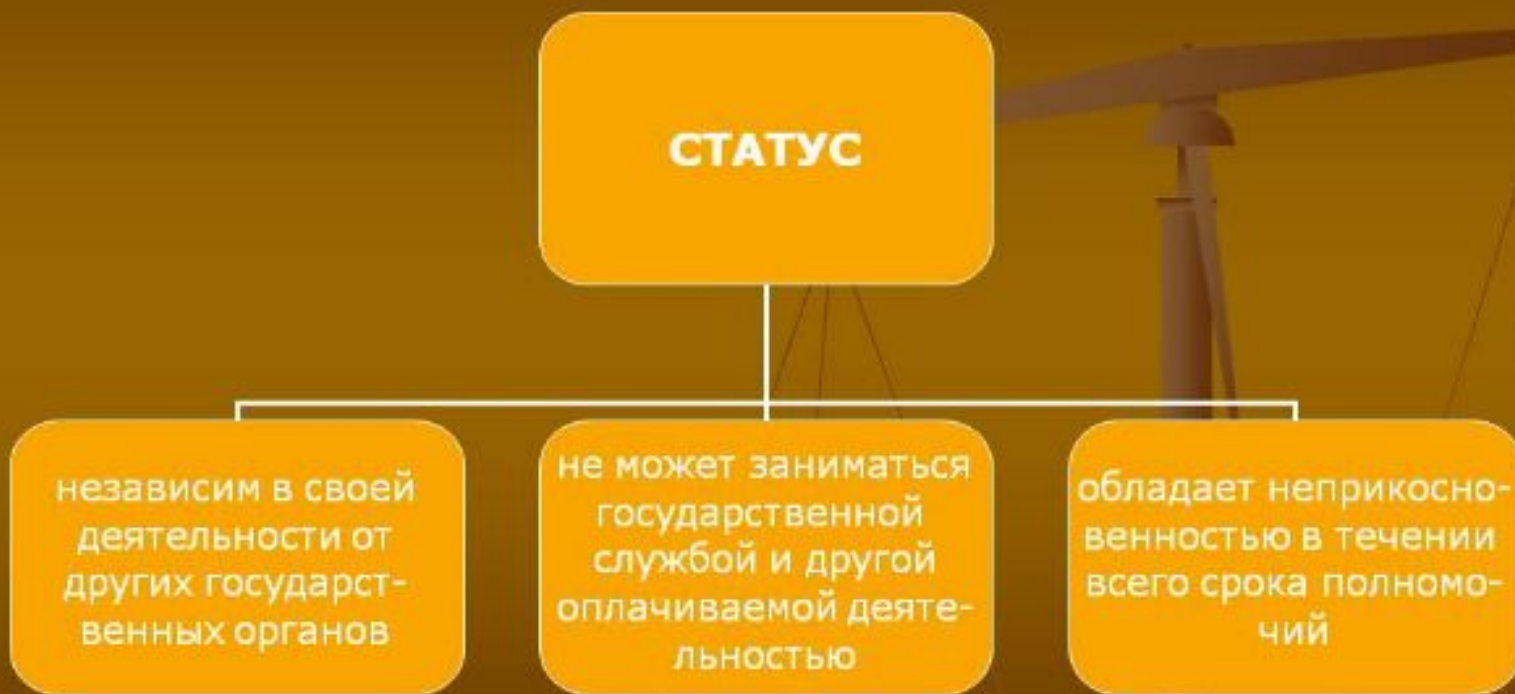 СТАТУС
независим в своей
деятельности от
других государст-
венных органов
не может заниматься
государственной
службой и другой
оплачиваемой деяте-
льностью
обладает неприкосно-
венностью в течении
всего срока полномо-
чий